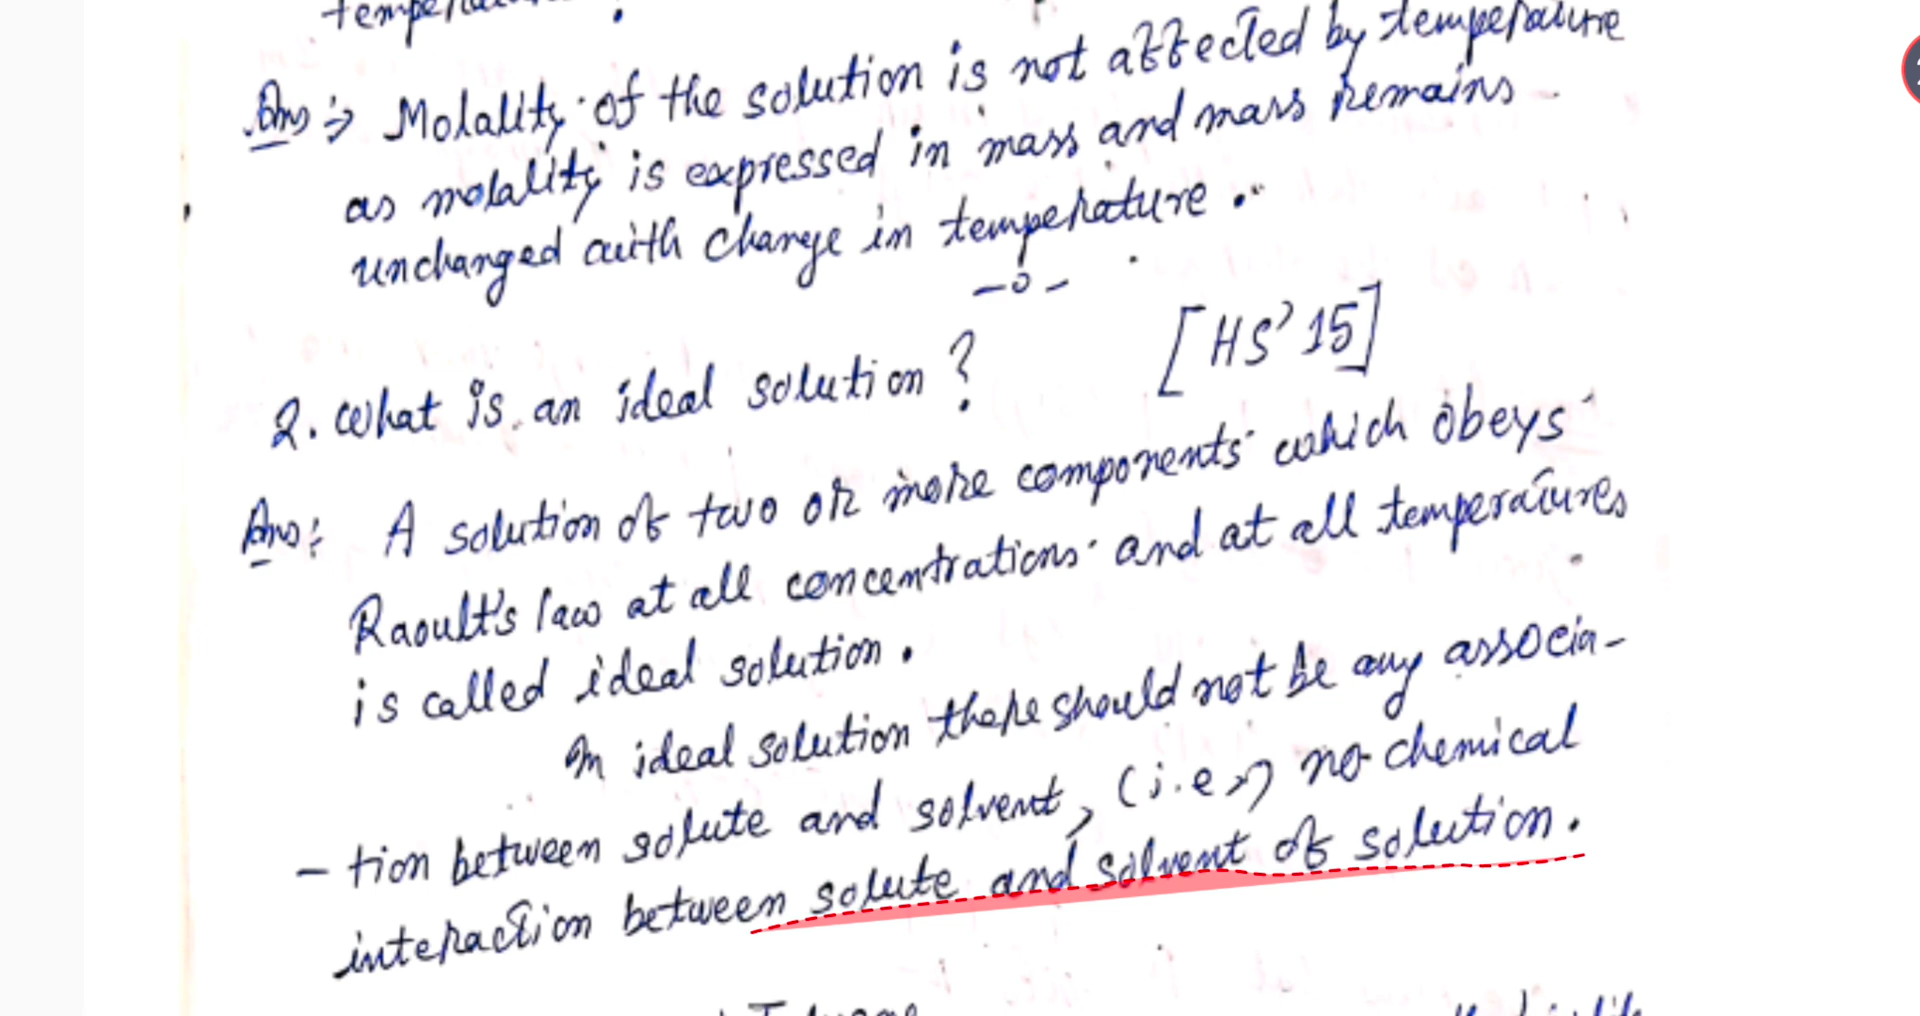 Ans :→ Molality of the solution is not affected by temperature
as molality is expressed in mass and mass remains
unchanged with change in temperature.
—o—
2. What is an ideal solution ? [HS'15]
Ans: A solution of two or more components which obeys
Raoult's law at all concentrations and at all temperatures
is called ideal solution.
In ideal solution there should not be any associa-
-tion between solute and solvent, (i.e,) no chemical
interaction between solute and solvent of solution.